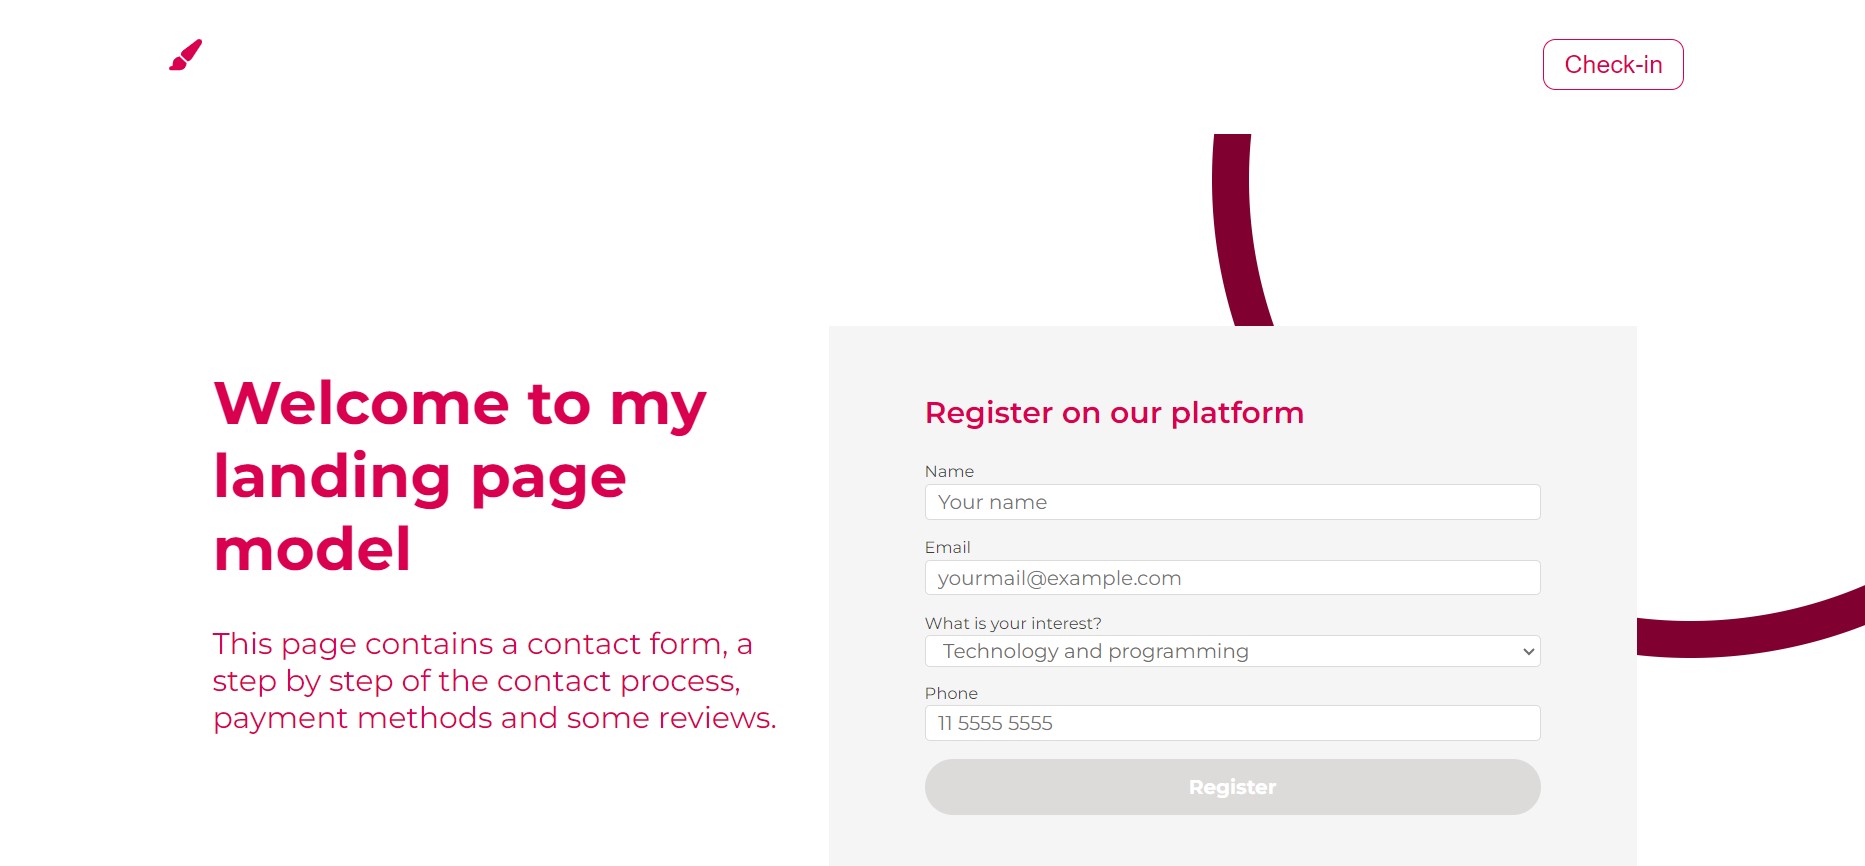 Check-in
Welcome to my
landing page
model
This page contains a contact form, a
step by step of the contact process,
payment methods and some reviews.
Register on our platform
Name
Your name
Email
yourmail@example.com
What is your interest?
Technology and programming
Phone
11 5555 5555
Register